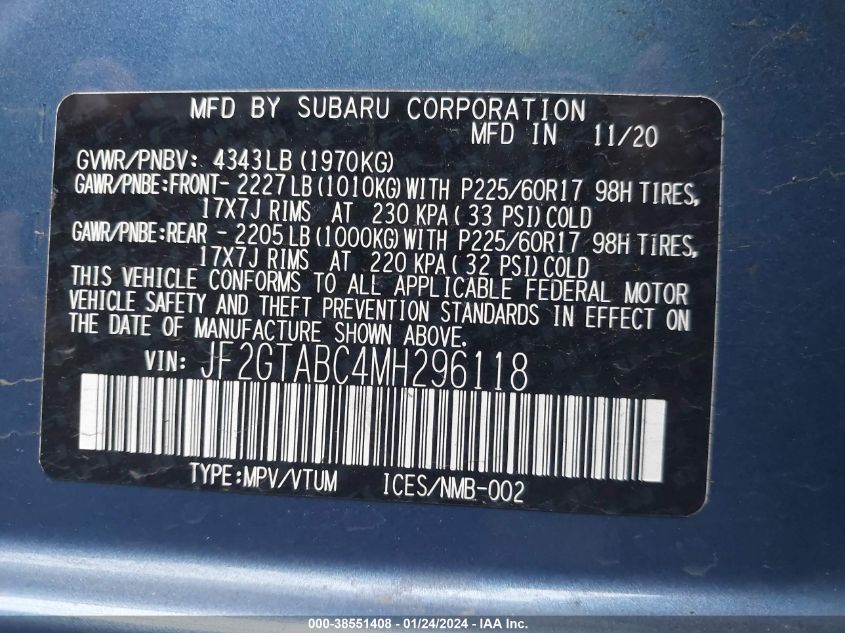 MFD BY SUBARU CORPORATION
MFD IN 11/20
GVWR/PNBV: 4343LB (1970KG)
GAWR/PNBE:FRONT- 2227LB (1010KG) WITH P225/60R17 98H TIRES,
17X7J RIMS AT 230 KPA ( 33 PSI) COLD
GAWR/PNBE:REAR - 2205LB (1000KG) WITH P225/60R17 98H TIRES,
17X7J RIMS AT 220 KPA ( 32 PSI) COLD
THIS VEHICLE CONFORMS TO ALL APPLICABLE FEDERAL MOTOR
VEHICLE SAFETY AND THEFT PREVENTION STANDARDS IN EFFECT ON
THE DATE OF MANUFACTURE SHOWN ABOVE.
VIN: JF2GTABC4MH296118
TYPE:MPV/VTUM ICES/NMB-002
000-38551408 - 01/24/2024 - IAA Inc.